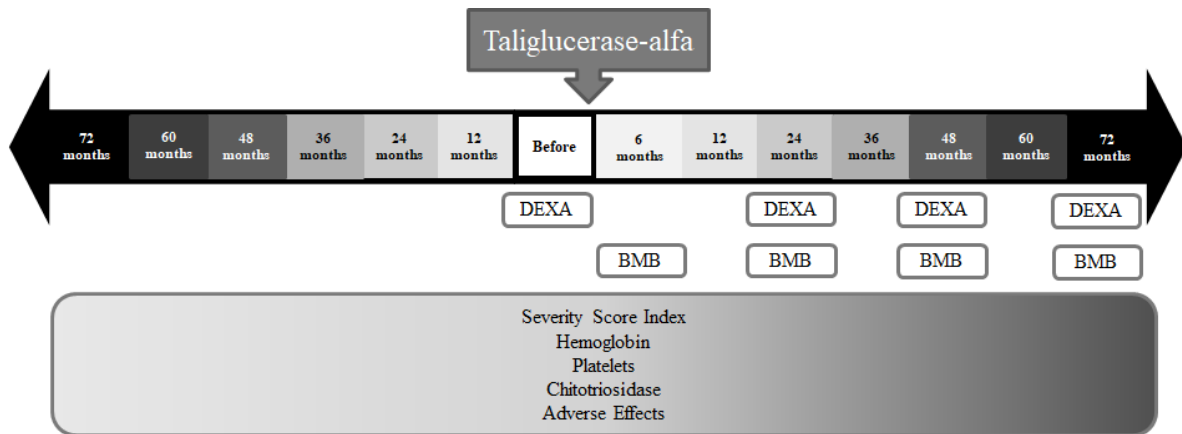 Taliglucerase-alfa
72 months
60 months
48 months
36 months
24 months
12 months
Before
6 months
12 months
24 months
36 months
48 months
60 months
72 months
DEXA DEXA DEXA DEXA
BMB BMB BMB BMB
Severity Score Index
Hemoglobin
Platelets
Chitotriosidase
Adverse Effects